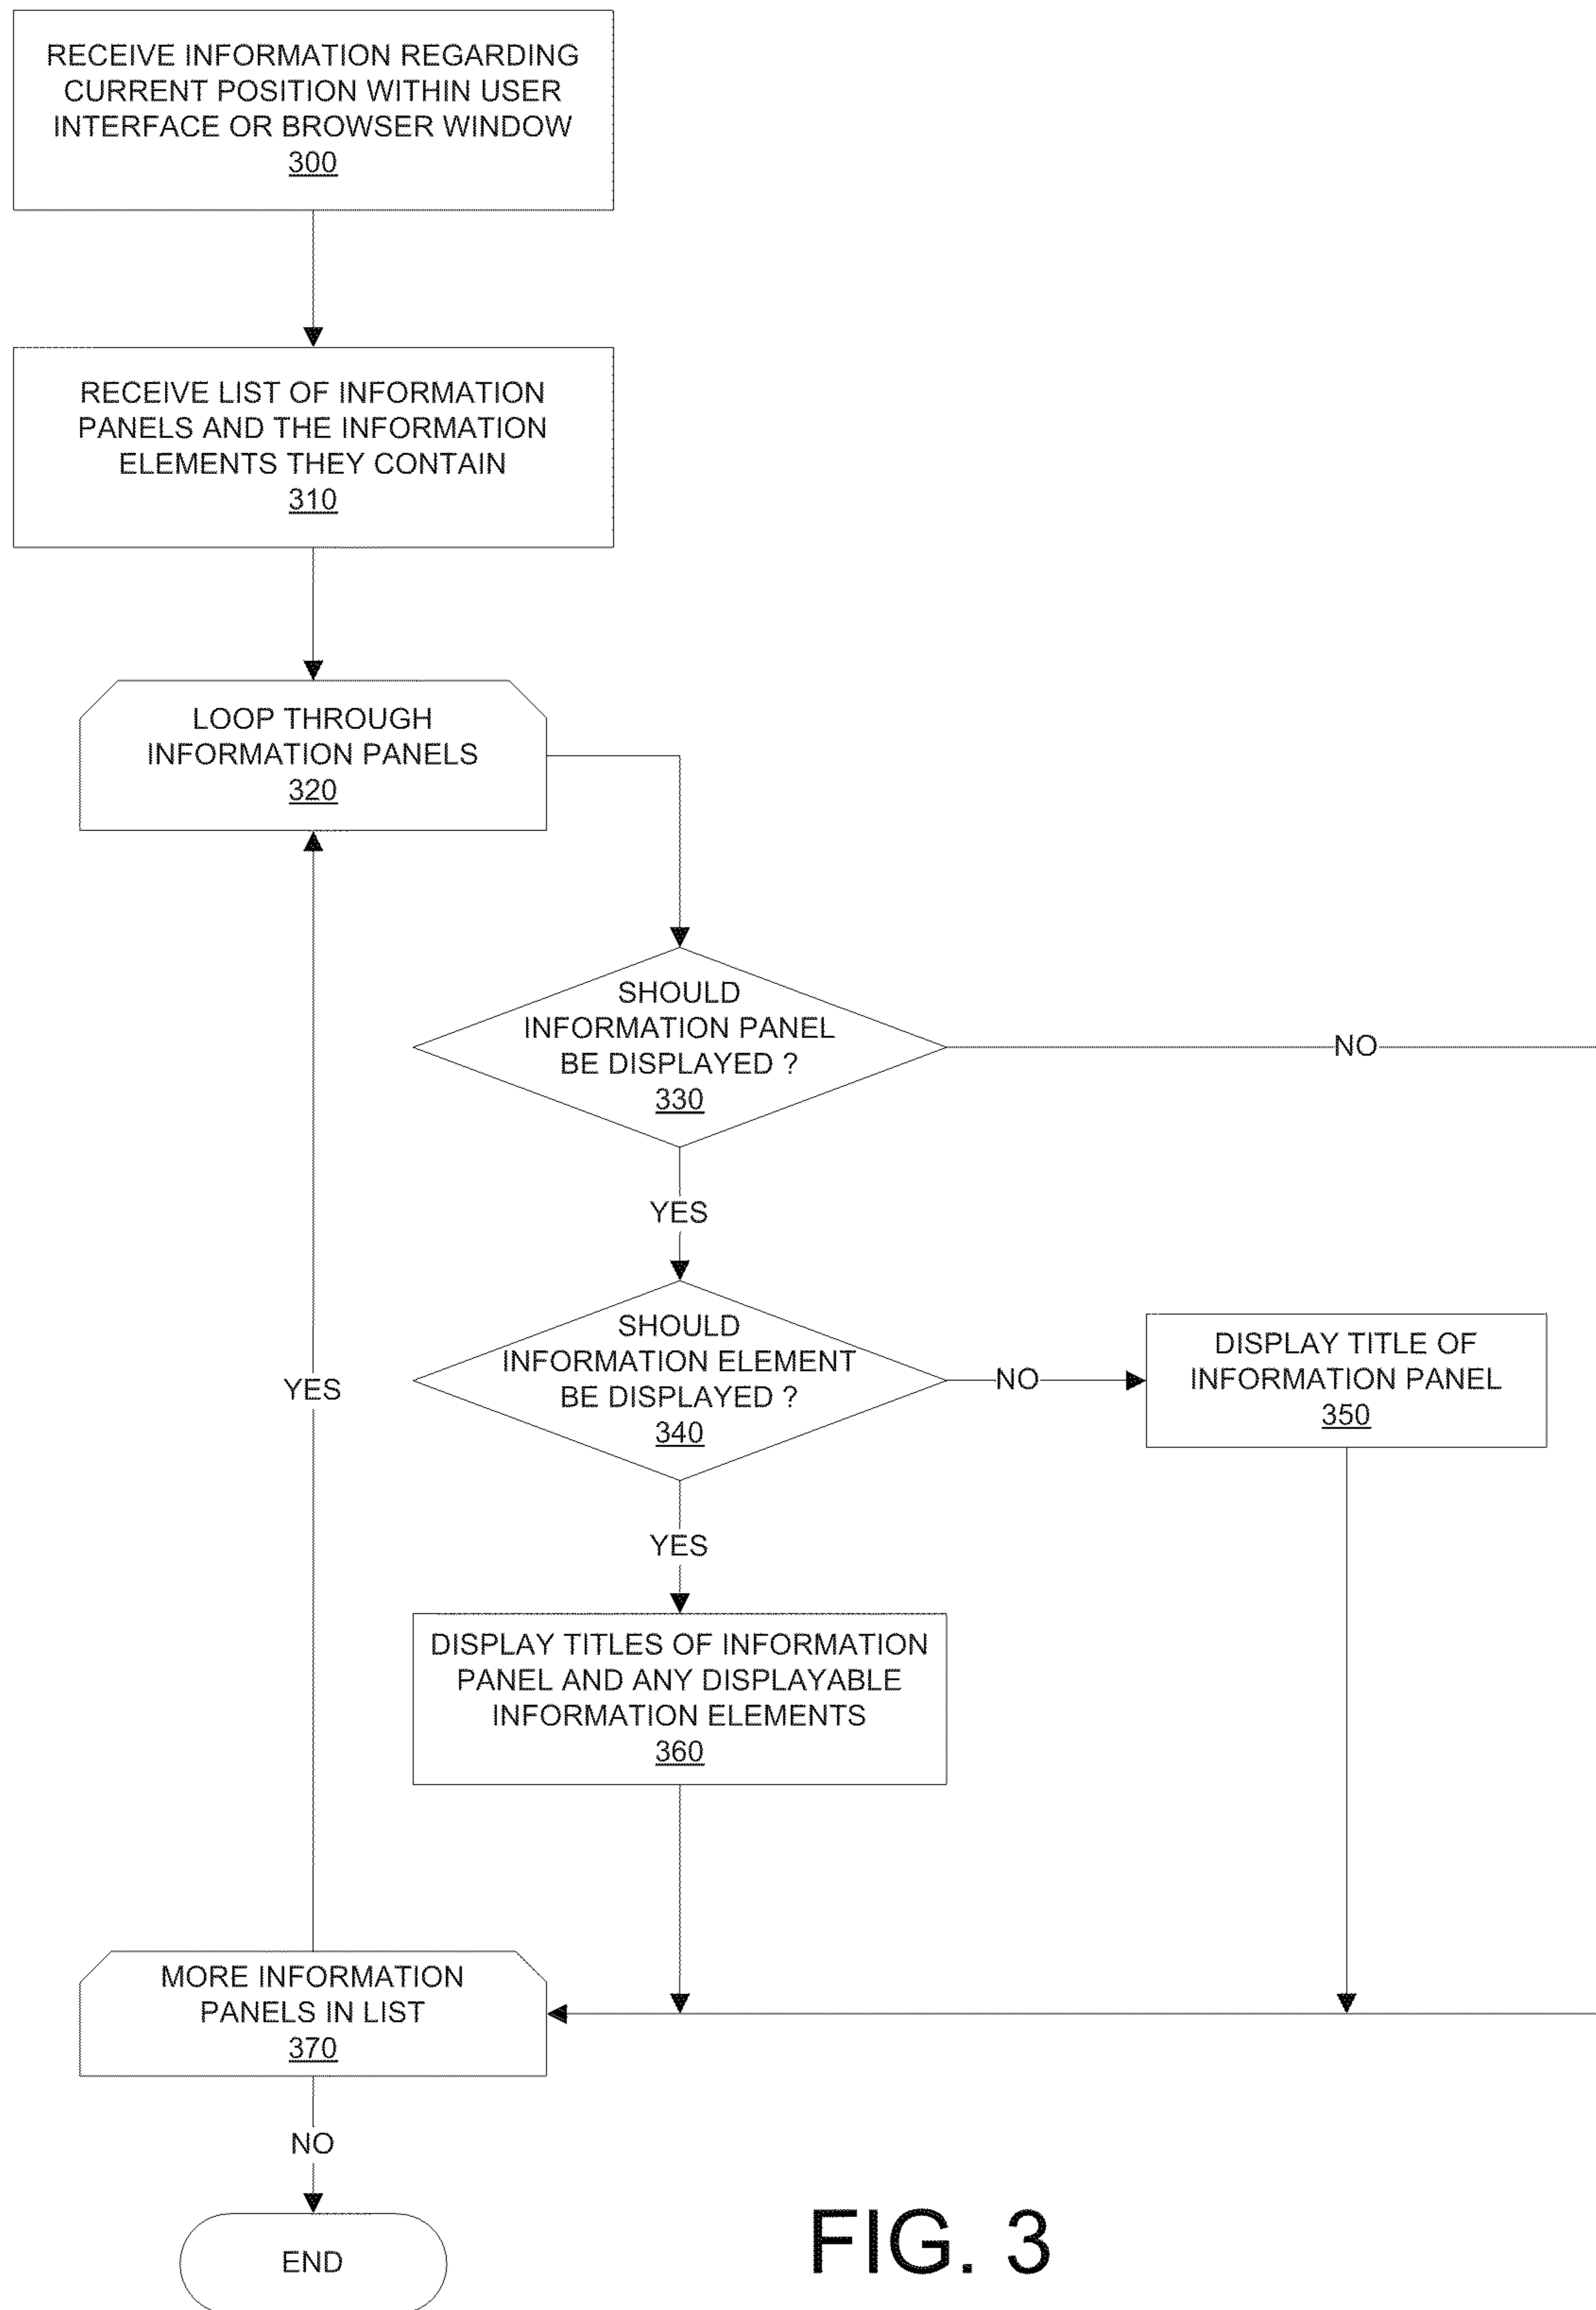 RECEIVE INFORMATION REGARDING
CURRENT POSITION WITHIN USER
INTERFACE OR BROWSER WINDOW
300
RECEIVE LIST OF INFORMATION
PANELS AND THE INFORMATION
ELEMENTS THEY CONTAIN
310
LOOP THROUGH
INFORMATION PANELS
320
SHOULD
INFORMATION PANEL
BE DISPLAYED ?
330
NO
YES
SHOULD
INFORMATION ELEMENT
BE DISPLAYED ?
340
NO
DISPLAY TITLE OF
INFORMATION PANEL
350
YES
YES
DISPLAY TITLES OF INFORMATION
PANEL AND ANY DISPLAYABLE
INFORMATION ELEMENTS
360
MORE INFORMATION
PANELS IN LIST
370
NO
END
FIG. 3